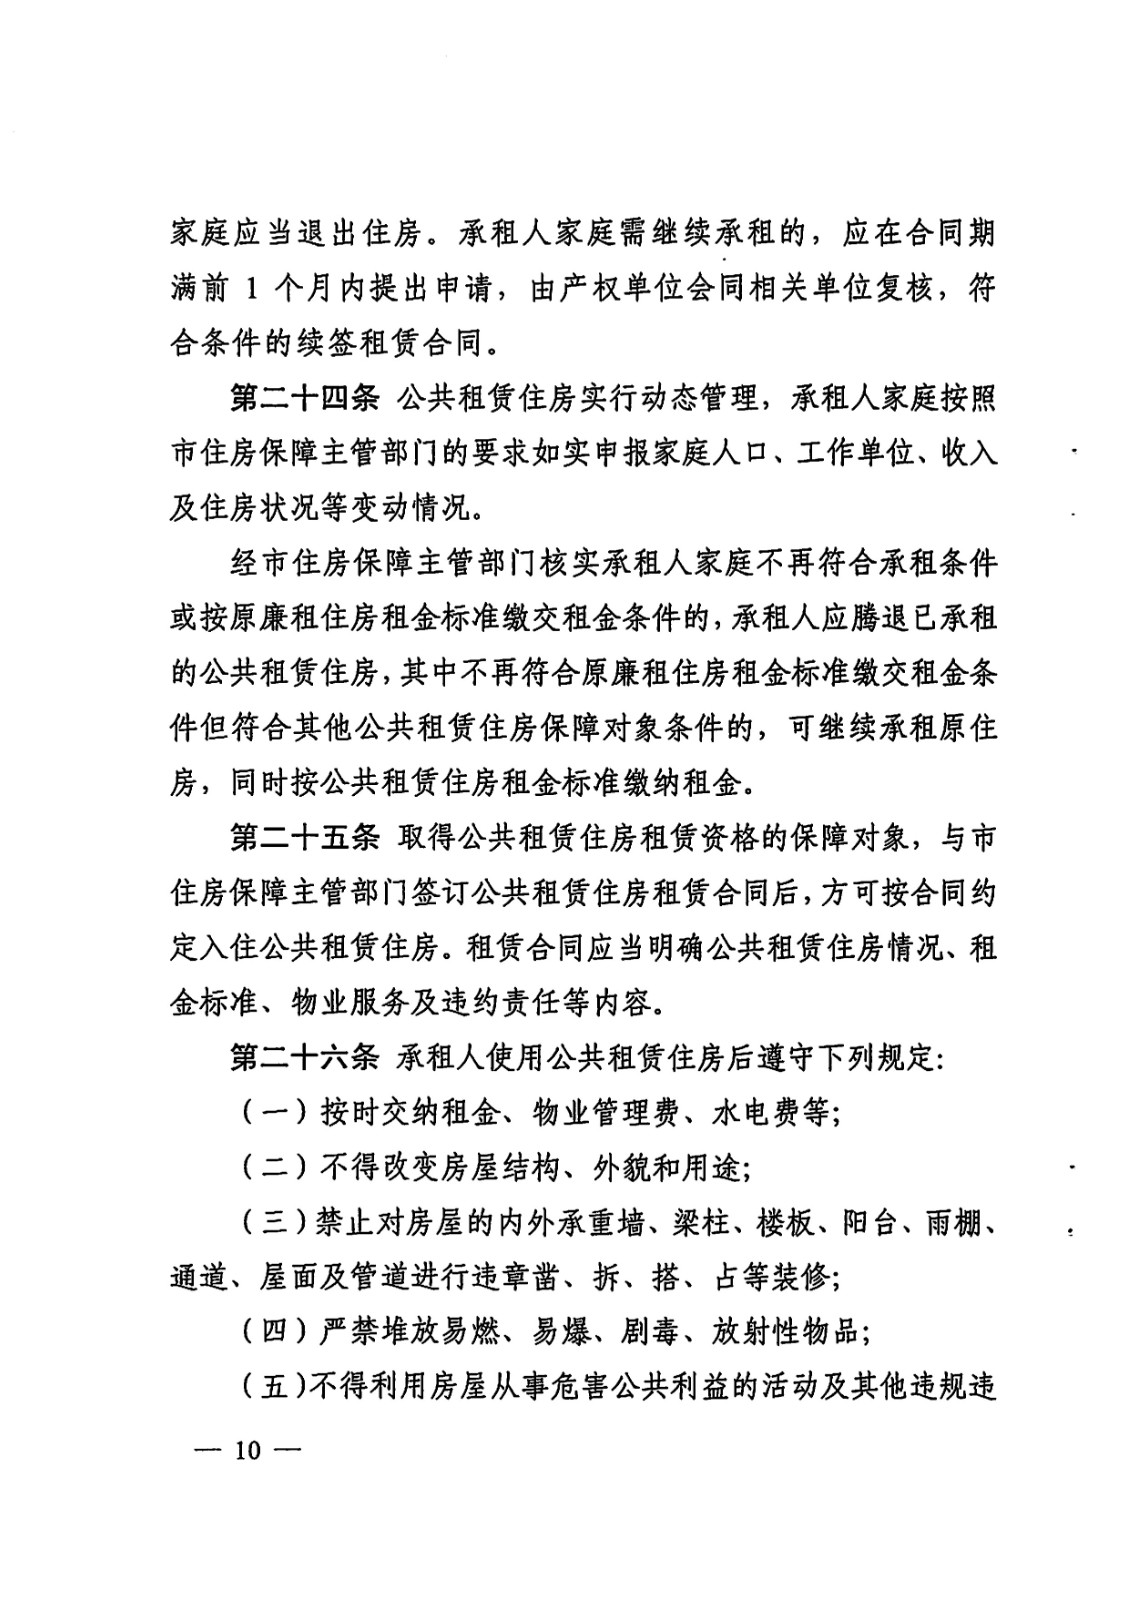 家庭应当退出住房。承租人家庭需继续承租的，应在合同期
满前 1 个月内提出申请，由产权单位会同相关单位复核，符
合条件的续签租赁合同。
第二十四条 公共租赁住房实行动态管理，承租人家庭按照
市住房保障主管部门的要求如实申报家庭人口、工作单位、收入
及住房状况等变动情况。
经市住房保障主管部门核实承租人家庭不再符合承租条件
或按原廉租住房租金标准缴交租金条件的，承租人应腾退已承租
的公共租赁住房，其中不再符合原廉租住房租金标准缴交租金条
件但符合其他公共租赁住房保障对象条件的，可继续承租原住
房，同时按公共租赁住房租金标准缴纳租金。
第二十五条 取得公共租赁住房租赁资格的保障对象，与市
住房保障主管部门签订公共租赁住房租赁合同后，方可按合同约
定入住公共租赁住房。租赁合同应当明确公共租赁住房情况、租
金标准、物业服务及违约责任等内容。
第二十六条 承租人使用公共租赁住房后遵守下列规定：
（一）按时交纳租金、物业管理费、水电费等；
（二）不得改变房屋结构、外貌和用途；
（三）禁止对房屋的内外承重墙、梁柱、楼板、阳台、雨棚、
通道、屋面及管道进行违章凿、拆、搭、占等装修；
（四）严禁堆放易燃、易爆、剧毒、放射性物品；
（五）不得利用房屋从事危害公共利益的活动及其他违规违
— 10 —